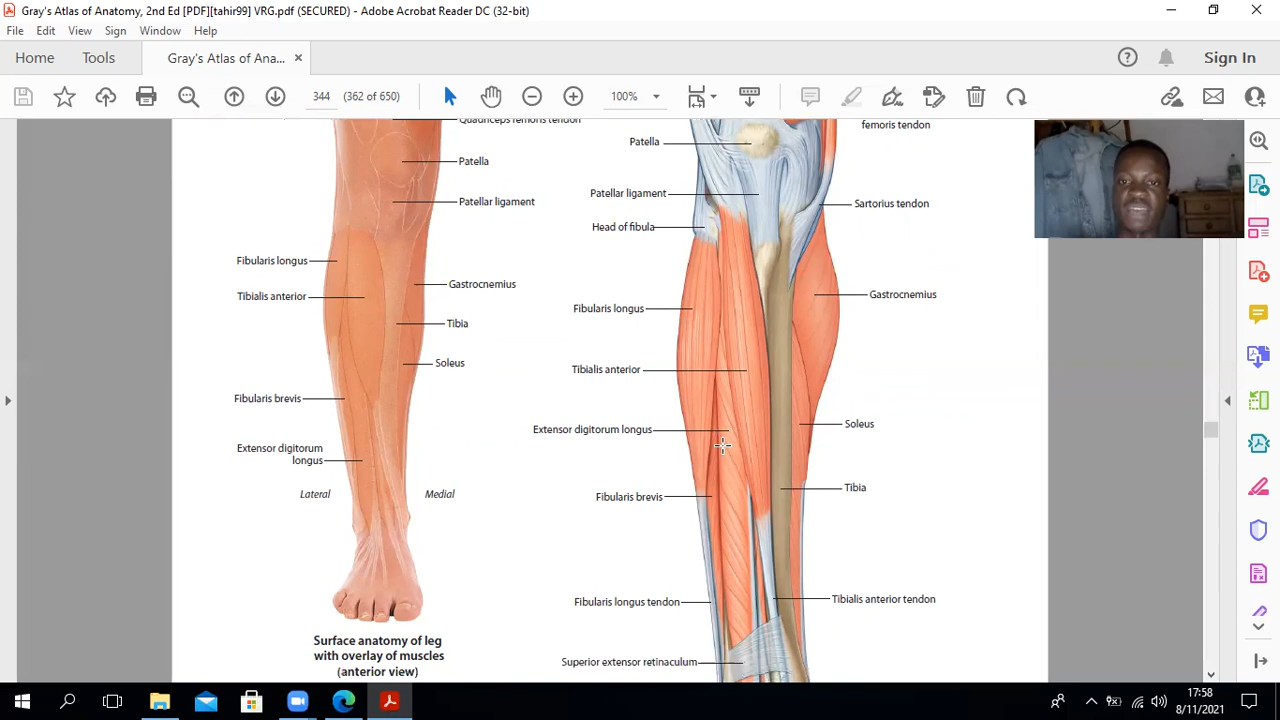 Gray's Atlas of Anatomy, 2nd Ed [PDF][tahir99] VRG.pdf (SECURED) - Adobe Acrobat Reader DC (32-bit)
File Edit View Sign Window Help
Home Tools Gray's Atlas of Ana... Sign In
344 (362 of 650) 100%
Quadriceps femoris tendon
Patella
Patellar ligament
Fibularis longus
Tibialis anterior
Gastrocnemius
Tibia
Soleus
Fibularis brevis
Extensor digitorum
longus
Lateral Medial
Surface anatomy of leg
with overlay of muscles
(anterior view)
femoris tendon
Patella
Patellar ligament
Sartorius tendon
Head of fibula
Gastrocnemius
Fibularis longus
Tibialis anterior
Extensor digitorum longus
Soleus
Tibia
Fibularis brevis
Tibialis anterior tendon
Fibularis longus tendon
Superior extensor retinaculum
17:58
8/11/2021